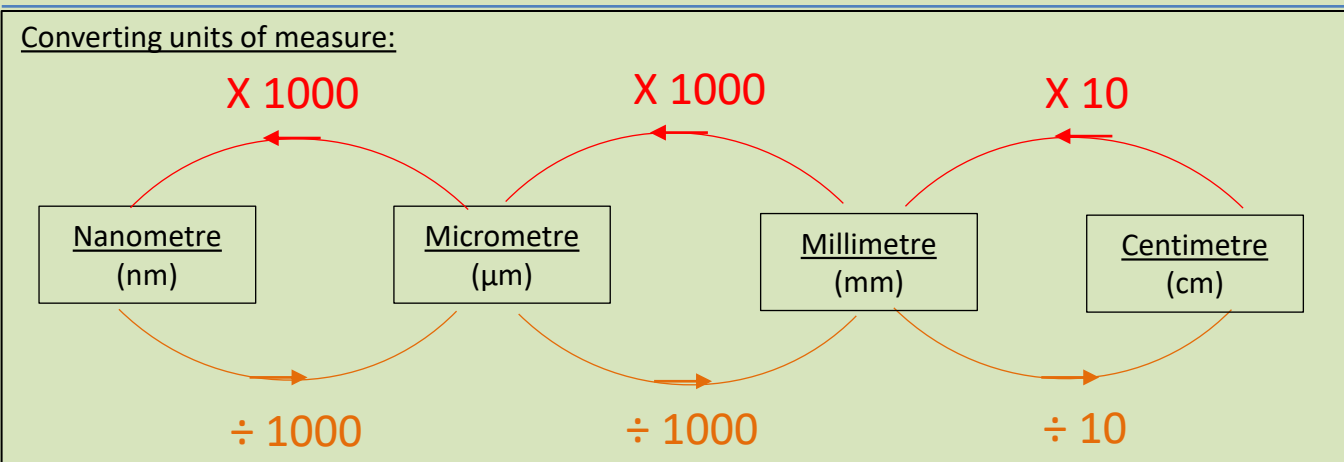 Converting units of measure:
X 1000
X 1000
X 10
Nanometre
(nm)
Micrometre
(µm)
Millimetre
(mm)
Centimetre
(cm)
÷ 1000
÷ 1000
÷ 10